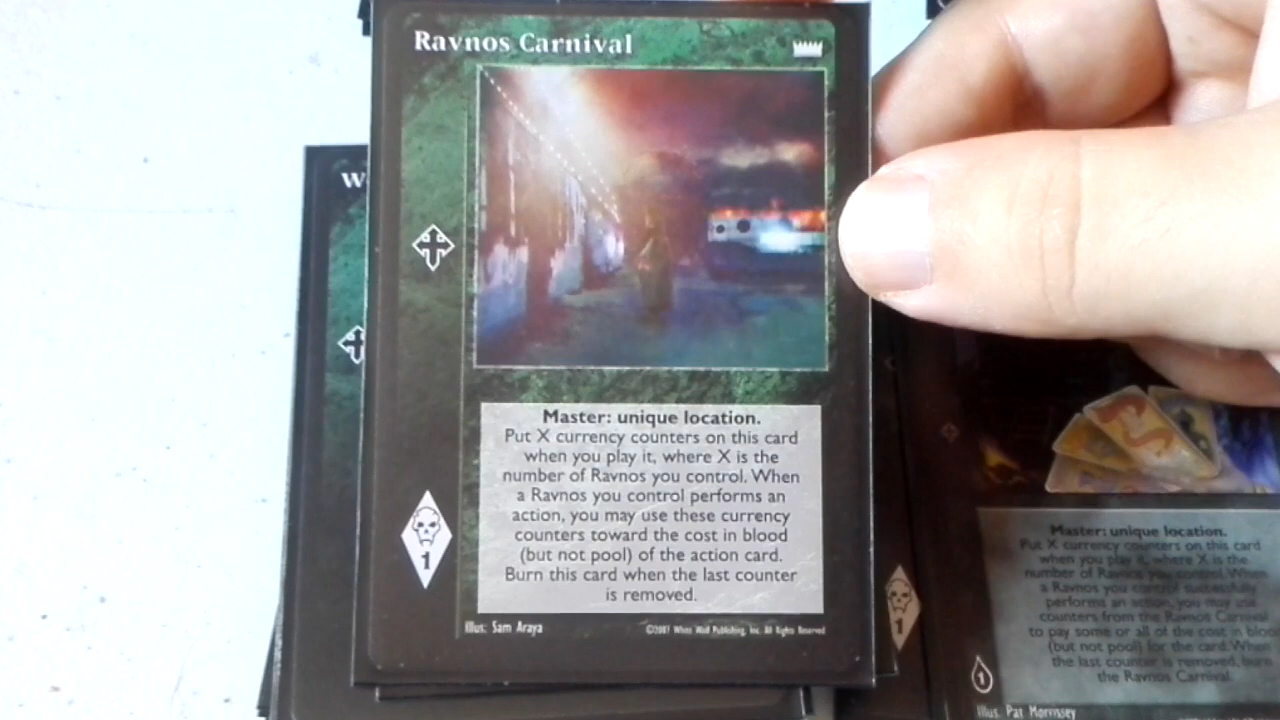 Ravnos Carnival
W
Master: unique location.
Put X currency counters on this card
when you play it, where X is the
number of Ravnos you control. When
a Ravnos you control performs an
action, you may use these currency
counters toward the cost in blood
(but not pool) of the action card.
Burn this card when the last counter
is removed.
1
Illus: Sam Araya
©2007 White Wolf Publishing, Inc. All Rights Reserved
1
Master: unique location.
Put X currency counters on this card
when you play it, where X is the
number of Ravnos you control. When
a Ravnos you control successfully
performs an action, you may use
counters from the Ravnos Carnival
to pay some or all of the cost in blood
(but not pool) for the card. When
the last counter is removed, burn
the Ravnos Carnival.
1
Illus. Pat Morrissey